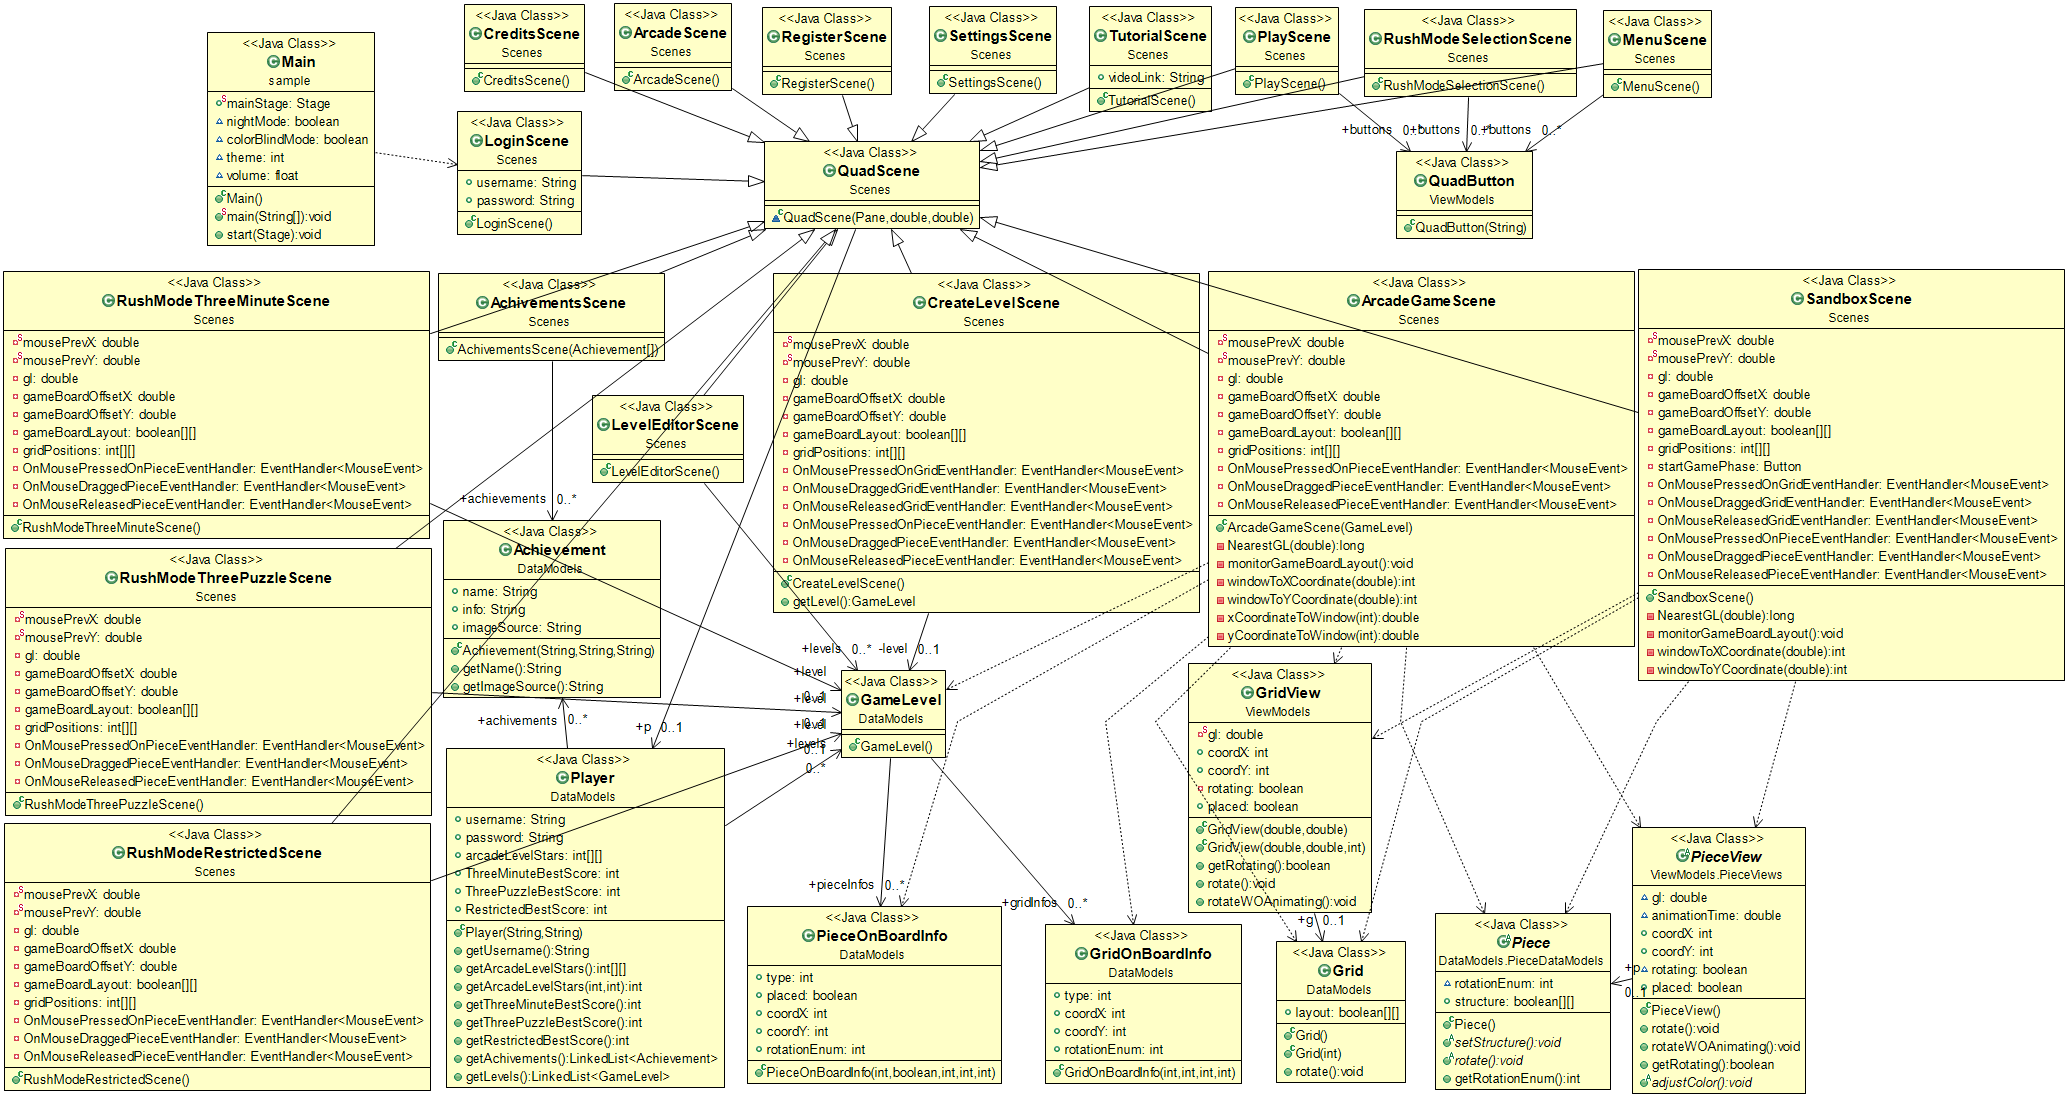 <<Java Class>>
Main
sample
mainStage: Stage
nightMode: boolean
colorBlindMode: boolean
theme: int
volume: float
Main()
main(String[]):void
start(Stage):void
<<Java Class>>
CreditsScene
Scenes
CreditsScene()
<<Java Class>>
ArcadeScene
Scenes
ArcadeScene()
<<Java Class>>
RegisterScene
Scenes
RegisterScene()
<<Java Class>>
SettingsScene
Scenes
SettingsScene()
<<Java Class>>
TutorialScene
Scenes
videoLink: String
TutorialScene()
<<Java Class>>
PlayScene
Scenes
PlayScene()
<<Java Class>>
RushModeSelectionScene
Scenes
RushModeSelectionScene()
<<Java Class>>
MenuScene
Scenes
MenuScene()
<<Java Class>>
LoginScene
Scenes
username: String
password: String
LoginScene()
<<Java Class>>
QuadScene
Scenes
QuadScene(Pane,double,double)
+buttons 0..*
+buttons 0..*
+buttons 0..*
<<Java Class>>
QuadButton
ViewModels
QuadButton(String)
<<Java Class>>
RushModeThreeMinuteScene
Scenes
mousePrevX: double
mousePrevY: double
gl: double
gameBoardOffsetX: double
gameBoardOffsetY: double
gameBoardLayout: boolean[][]
gridPositions: int[][]
OnMousePressedOnPieceEventHandler: EventHandler<MouseEvent>
OnMouseDraggedPieceEventHandler: EventHandler<MouseEvent>
OnMouseReleasedPieceEventHandler: EventHandler<MouseEvent>
RushModeThreeMinuteScene()
<<Java Class>>
AchivementsScene
Scenes
AchivementsScene(Achievement[])
<<Java Class>>
LevelEditorScene
Scenes
LevelEditorScene()
<<Java Class>>
CreateLevelScene
Scenes
mousePrevX: double
mousePrevY: double
gl: double
gameBoardOffsetX: double
gameBoardOffsetY: double
gameBoardLayout: boolean[][]
gridPositions: int[][]
OnMousePressedOnGridEventHandler: EventHandler<MouseEvent>
OnMouseDraggedGridEventHandler: EventHandler<MouseEvent>
OnMouseReleasedGridEventHandler: EventHandler<MouseEvent>
OnMousePressedOnPieceEventHandler: EventHandler<MouseEvent>
OnMouseDraggedPieceEventHandler: EventHandler<MouseEvent>
OnMouseReleasedPieceEventHandler: EventHandler<MouseEvent>
CreateLevelScene()
getLevel():GameLevel
<<Java Class>>
ArcadeGameScene
Scenes
mousePrevX: double
mousePrevY: double
gl: double
gameBoardOffsetX: double
gameBoardOffsetY: double
gameBoardLayout: boolean[][]
gridPositions: int[][]
OnMousePressedOnPieceEventHandler: EventHandler<MouseEvent>
OnMouseDraggedPieceEventHandler: EventHandler<MouseEvent>
OnMouseReleasedPieceEventHandler: EventHandler<MouseEvent>
ArcadeGameScene(GameLevel)
NearestGL(double):long
monitorGameBoardLayout():void
windowToXCoordinate(double):int
windowToYCoordinate(double):int
xCoordinateToWindow(int):double
yCoordinateToWindow(int):double
<<Java Class>>
SandboxScene
Scenes
mousePrevX: double
mousePrevY: double
gl: double
gameBoardOffsetX: double
gameBoardOffsetY: double
gameBoardLayout: boolean[][]
gridPositions: int[][]
startGamePhase: Button
OnMousePressedOnGridEventHandler: EventHandler<MouseEvent>
OnMouseDraggedGridEventHandler: EventHandler<MouseEvent>
OnMouseReleasedGridEventHandler: EventHandler<MouseEvent>
OnMousePressedOnPieceEventHandler: EventHandler<MouseEvent>
OnMouseDraggedPieceEventHandler: EventHandler<MouseEvent>
OnMouseReleasedPieceEventHandler: EventHandler<MouseEvent>
SandboxScene()
NearestGL(double):long
monitorGameBoardLayout():void
windowToXCoordinate(double):int
windowToYCoordinate(double):int
+achievements 0..*
<<Java Class>>
Achievement
DataModels
name: String
info: String
imageSource: String
Achievement(String,String,String)
getName():String
getImageSource():String
+achivements 0..*
<<Java Class>>
RushModeThreePuzzleScene
Scenes
mousePrevX: double
mousePrevY: double
gl: double
gameBoardOffsetX: double
gameBoardOffsetY: double
gameBoardLayout: boolean[][]
gridPositions: int[][]
OnMousePressedOnPieceEventHandler: EventHandler<MouseEvent>
OnMouseDraggedPieceEventHandler: EventHandler<MouseEvent>
OnMouseReleasedPieceEventHandler: EventHandler<MouseEvent>
RushModeThreePuzzleScene()
+levels 0..*
-level 0..1
+level
0..1
+level
0..1
+level
0..1
+levels
0..*
+p 0..1
<<Java Class>>
GameLevel
DataModels
GameLevel()
<<Java Class>>
Player
DataModels
username: String
password: String
arcadeLevelStars: int[][]
ThreeMinuteBestScore: int
ThreePuzzleBestScore: int
RestrictedBestScore: int
Player(String,String)
getUsername():String
getArcadeLevelStars():int[][]
getArcadeLevelStars(int,int):int
getThreeMinuteBestScore():int
getThreePuzzleBestScore():int
getRestrictedBestScore():int
getAchivements():LinkedList<Achievement>
getLevels():LinkedList<GameLevel>
<<Java Class>>
RushModeRestrictedScene
Scenes
mousePrevX: double
mousePrevY: double
gl: double
gameBoardOffsetX: double
gameBoardOffsetY: double
gameBoardLayout: boolean[][]
gridPositions: int[][]
OnMousePressedOnPieceEventHandler: EventHandler<MouseEvent>
OnMouseDraggedPieceEventHandler: EventHandler<MouseEvent>
OnMouseReleasedPieceEventHandler: EventHandler<MouseEvent>
RushModeRestrictedScene()
+pieceInfos 0..*
+gridInfos 0..*
<<Java Class>>
PieceOnBoardInfo
DataModels
type: int
placed: boolean
coordX: int
coordY: int
rotationEnum: int
PieceOnBoardInfo(int,boolean,int,int,int)
<<Java Class>>
GridOnBoardInfo
DataModels
type: int
coordX: int
coordY: int
rotationEnum: int
GridOnBoardInfo(int,int,int,int)
<<Java Class>>
GridView
ViewModels
gl: double
coordX: int
coordY: int
rotating: boolean
placed: boolean
GridView(double,double)
GridView(double,double,int)
getRotating():boolean
rotate():void
rotateWOAnimating():void
+g 0..1
<<Java Class>>
Grid
DataModels
layout: boolean[][]
Grid()
Grid(int)
rotate():void
<<Java Class>>
Piece
DataModels.PieceDataModels
rotationEnum: int
structure: boolean[][]
Piece()
setStructure():void
rotate():void
getRotationEnum():int
+p
0..1
<<Java Class>>
PieceView
ViewModels.PieceViews
gl: double
animationTime: double
coordX: int
coordY: int
rotating: boolean
placed: boolean
PieceView()
rotate():void
rotateWOAnimating():void
getRotating():boolean
adjustColor():void